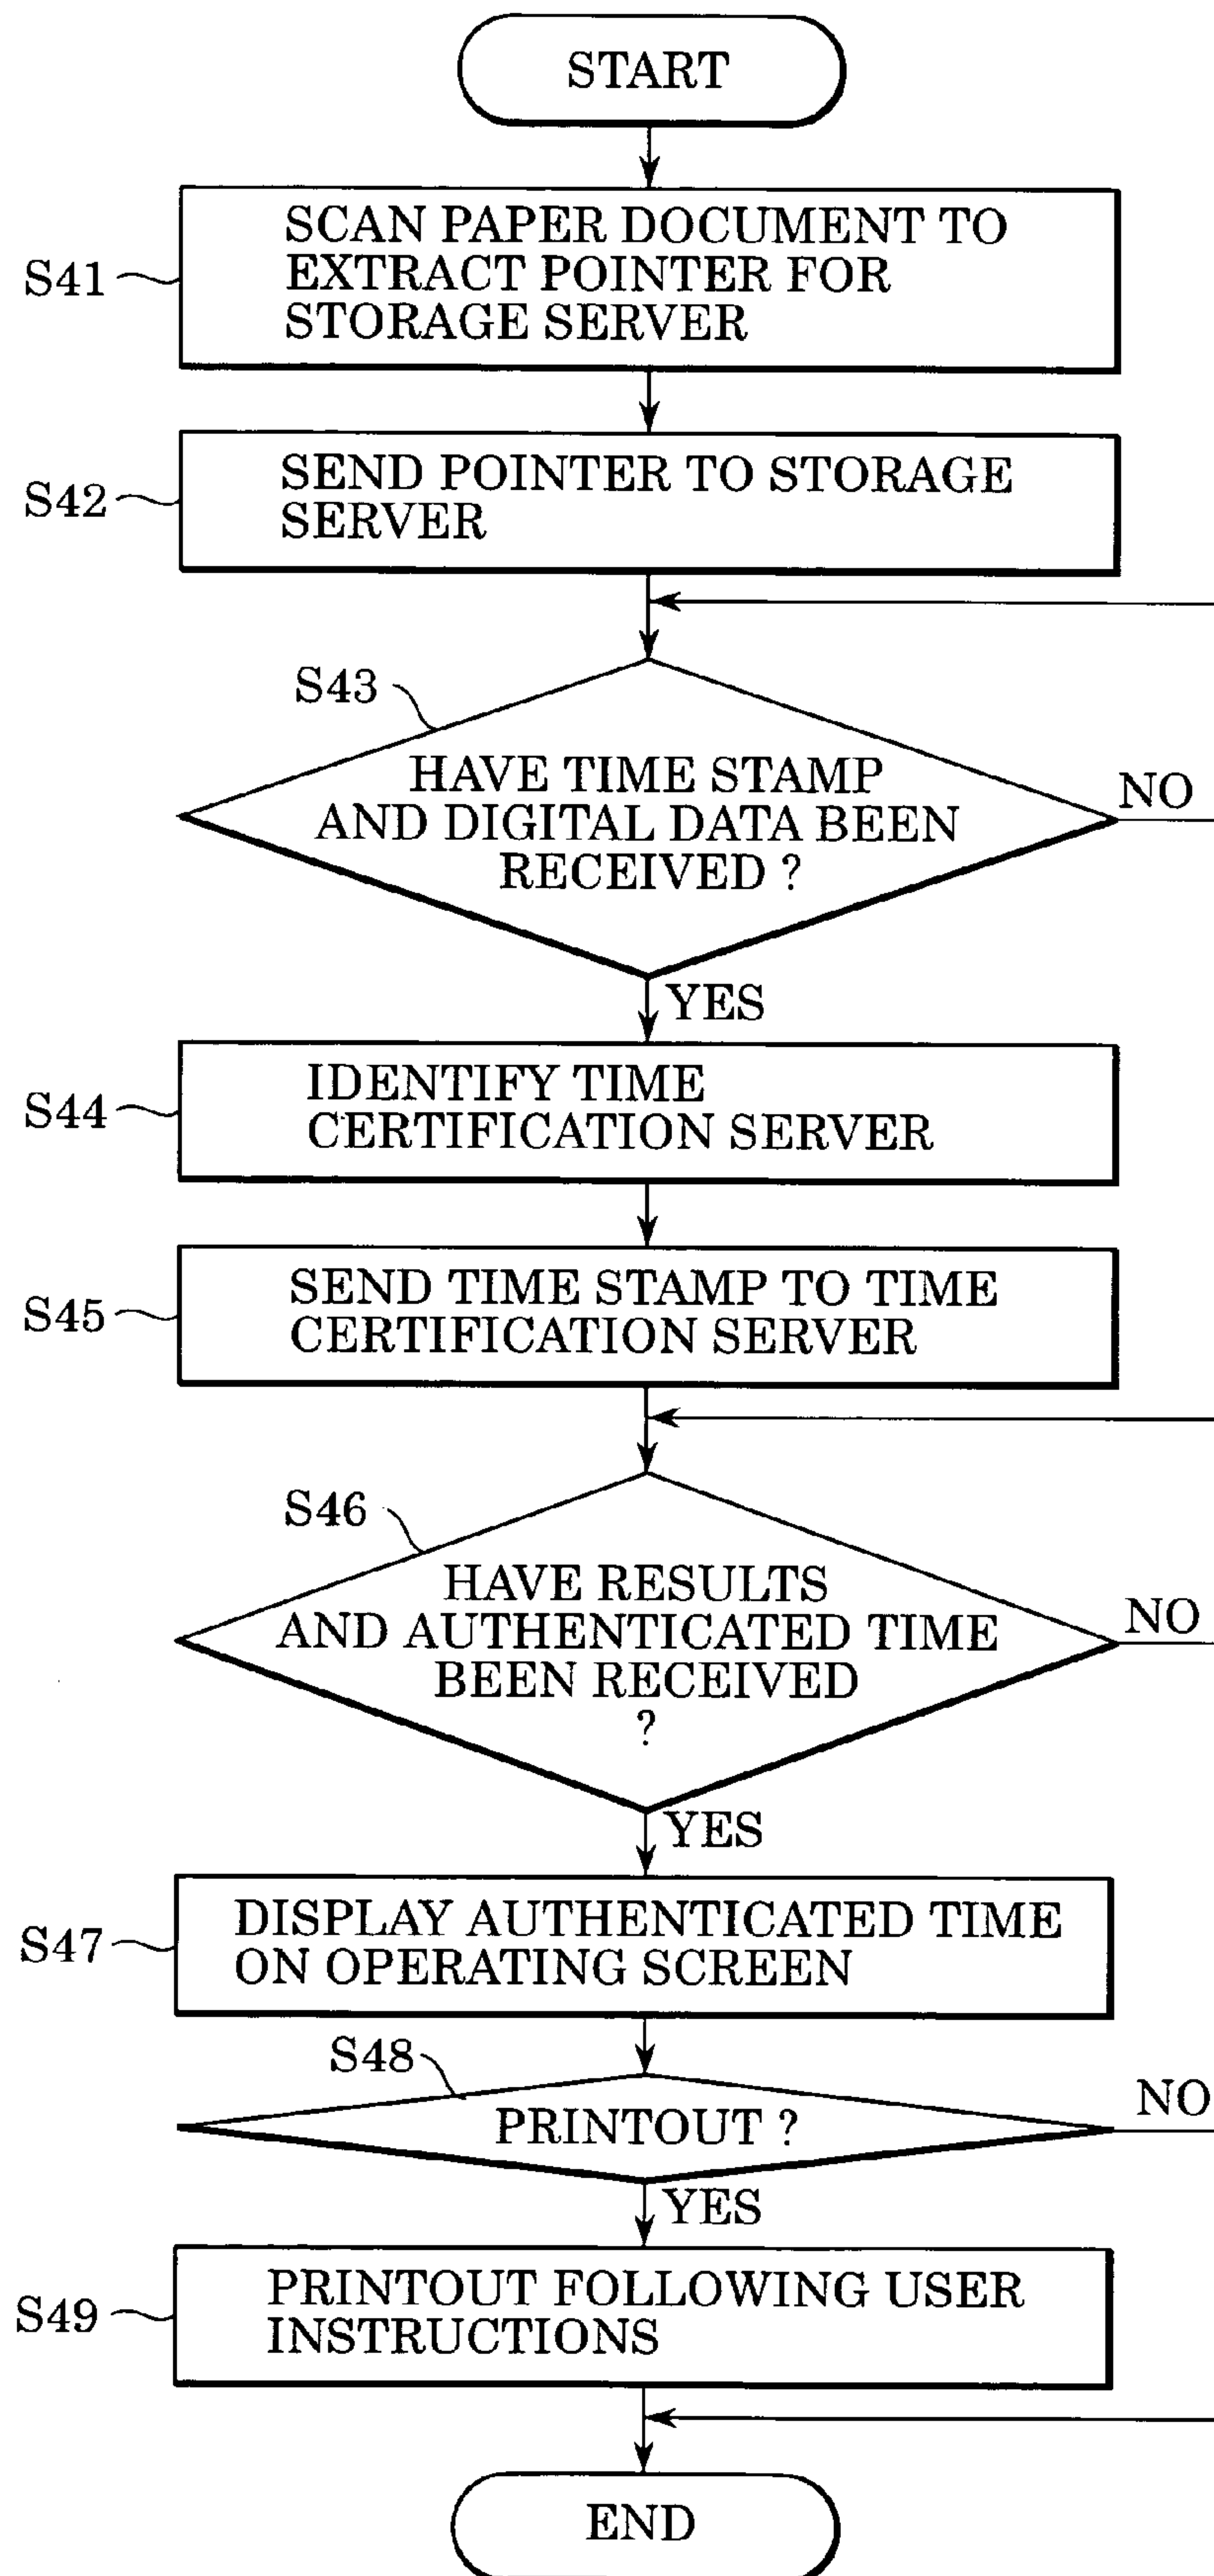 START
S41
SCAN PAPER DOCUMENT TO
EXTRACT POINTER FOR
STORAGE SERVER
S42
SEND POINTER TO STORAGE
SERVER
S43
HAVE TIME STAMP
AND DIGITAL DATA BEEN
RECEIVED ?
NO
YES
S44
IDENTIFY TIME
CERTIFICATION SERVER
S45
SEND TIME STAMP TO TIME
CERTIFICATION SERVER
S46
HAVE RESULTS
AND AUTHENTICATED TIME
BEEN RECEIVED
?
NO
YES
S47
DISPLAY AUTHENTICATED TIME
ON OPERATING SCREEN
S48
PRINTOUT ?
NO
YES
S49
PRINTOUT FOLLOWING USER
INSTRUCTIONS
END